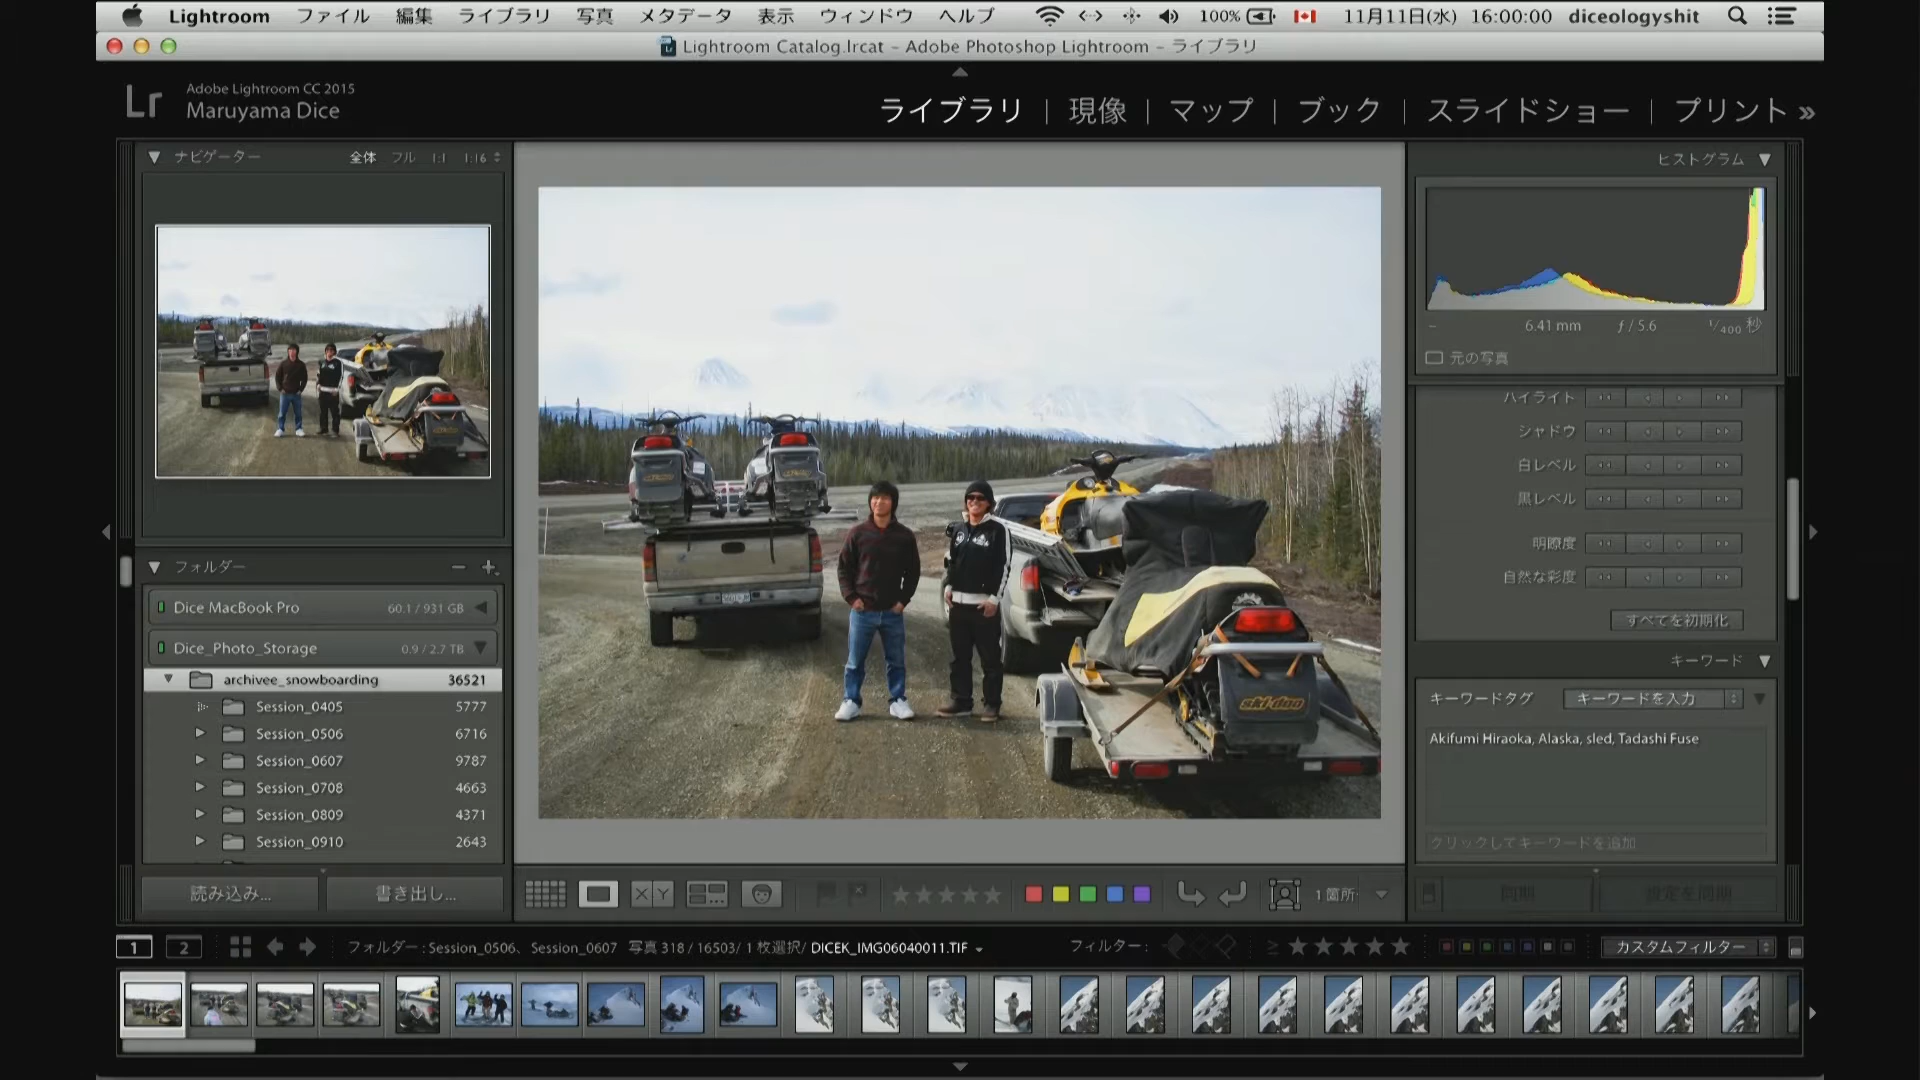 Lightroom ファイル 編集 ライブラリ 写真 メタデータ 表示 ウィンドウ ヘルプ 100% 11月11日(水) 16:00:00 diceologyshit
Lightroom Catalog.lrcat – Adobe Photoshop Lightroom – ライブラリ
Lr Adobe Lightroom CC 2015
Maruyama Dice
ライブラリ | 現像 | マップ | ブック | スライドショー | プリント »
ナビゲーター 全体 フル 1:1 1:16
ヒストグラム
6.41 mm ƒ / 5.6 1/400 秒
元の写真
ハイライト
シャドウ
白レベル
黒レベル
明瞭度
自然な彩度
すべてを初期化
フォルダー
Dice MacBook Pro 60.1 / 931 GB
Dice_Photo_Storage 0.9 / 2.7 TB
archivee_snowboarding 36521
Session_0405 5777
Session_0506 6716
Session_0607 9787
Session_0708 4663
Session_0809 4371
Session_0910 2643
キーワード
キーワードタグ キーワードを入力
Akifumi Hiraoka, Alaska, sled, Tadashi Fuse
クリックしてキーワードを追加
ski-doo
読み込み... 書き出し...
X Y
1 箇所
同期 設定を同期
1 2 フォルダー : Session_0506、Session_0607 写真 318 / 16503 / 1 枚選択 / DICEK_IMG06040011.TIF フィルター : カスタムフィルター